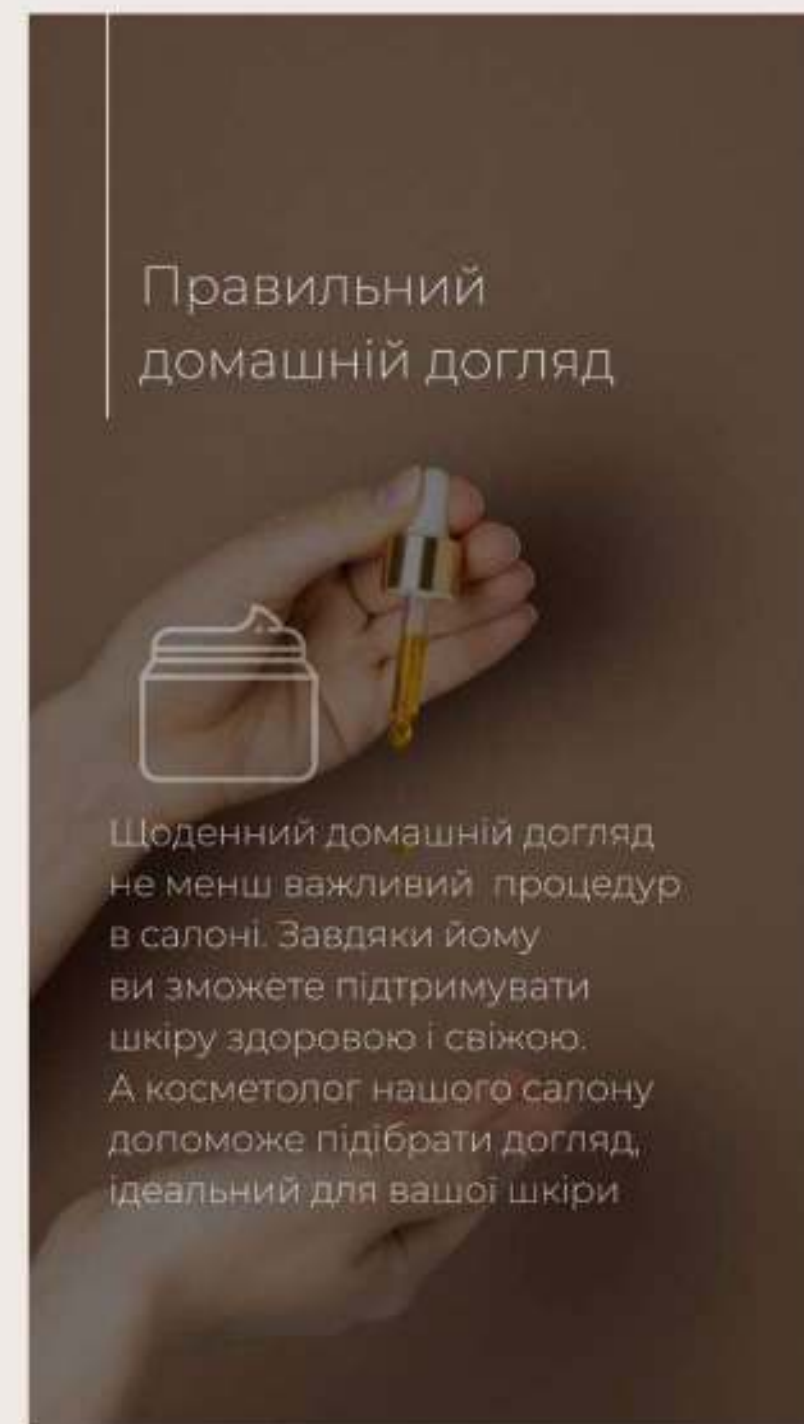 Правильний
домашній догляд
Щоденний домашній догляд
не менш важливий процедур
в салоні. Завдяки йому
ви зможете підтримувати
шкіру здоровою і свіжою.
А косметолог нашого салону
допоможе підібрати догляд,
ідеальний для вашої шкіри